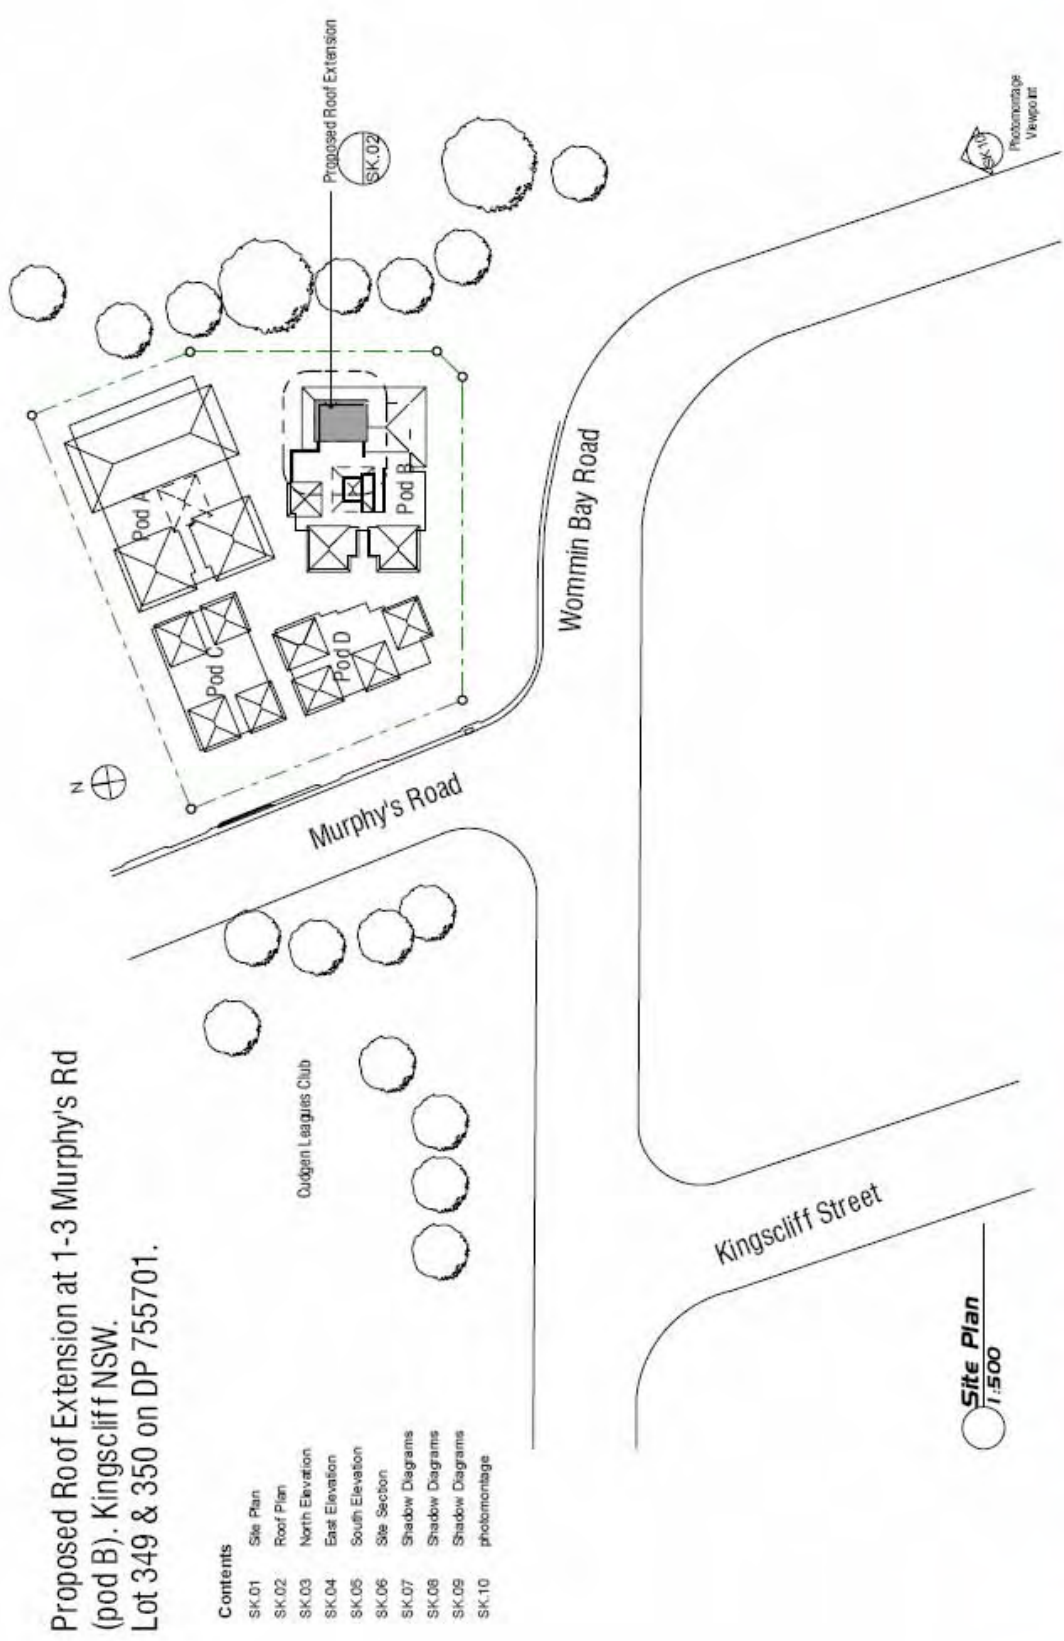 Proposed Roof Extension at 1-3 Murphy's Rd
(pod B). Kingscliff NSW.
Lot 349 & 350 on DP 755701.
Contents
SK.01 Site Plan
SK.02 Roof Plan
SK.03 North Elevation
SK.04 East Elevation
SK.05 South Elevation
SK.06 Site Section
SK.07 Shadow Diagrams
SK.08 Shadow Diagrams
SK.09 Shadow Diagrams
SK.10 photomontage
Cudgen Leagues Club
N
Pod A
Pod C
Pod D
Pod B
Proposed Roof Extension
SK.02
Murphy's Road
Wommin Bay Road
Kingscliff Street
SK.10
Photomontage
Viewpoint
Site Plan
1:500